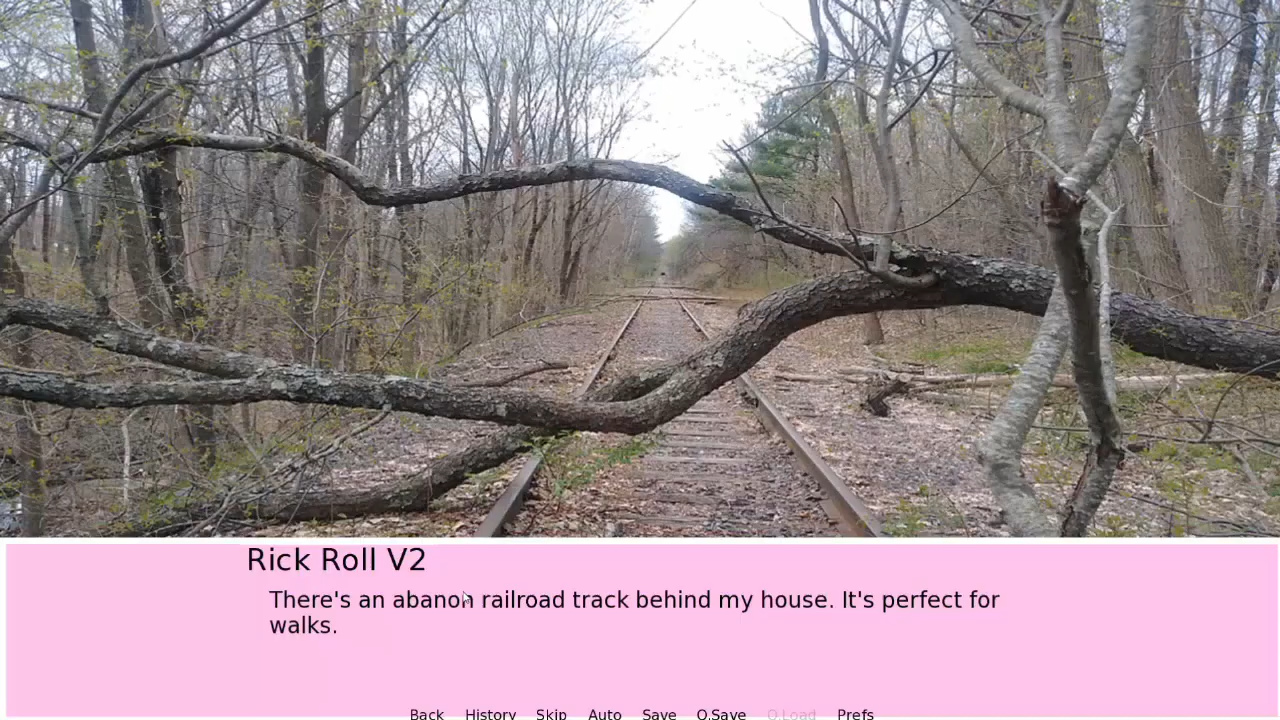 Rick Roll V2
There's an abanon railroad track behind my house. It's perfect for
walks.
Back History Skip Auto Save Q.Save Q.Load Prefs